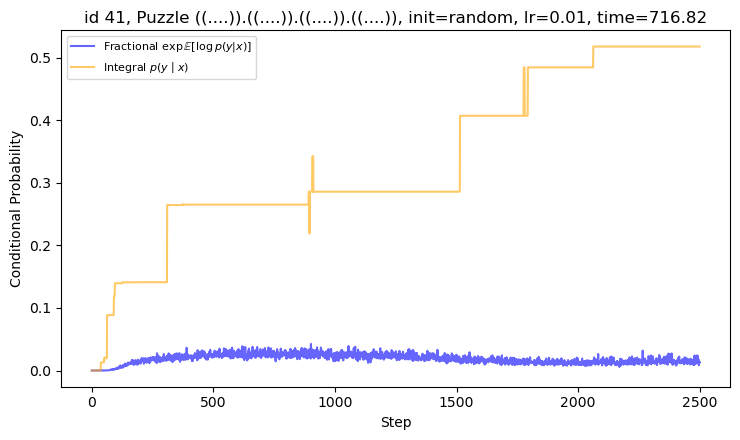 id 41, Puzzle ((....)).((....)).((....)).((....)), init=random, lr=0.01, time=716.82
Fractional exp𝔼[log p(y|x)]
Integral p(y | x)
Conditional Probability
0.5
0.4
0.3
0.2
0.1
0.0
0 500 1000 1500 2000 2500
Step